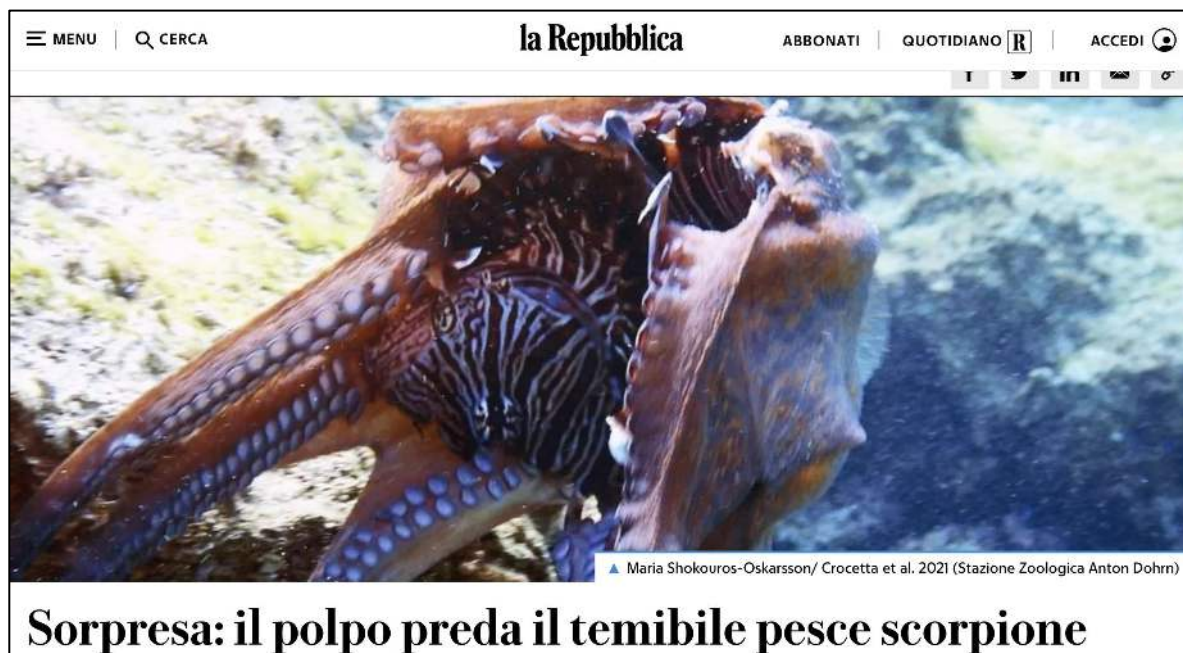 MENU CERCA la Repubblica ABBONATI QUOTIDIANO R ACCEDI
Maria Shokouros-Oskarsson/ Crocetta et al. 2021 (Stazione Zoologica Anton Dohrn)
Sorpresa: il polpo preda il temibile pesce scorpione